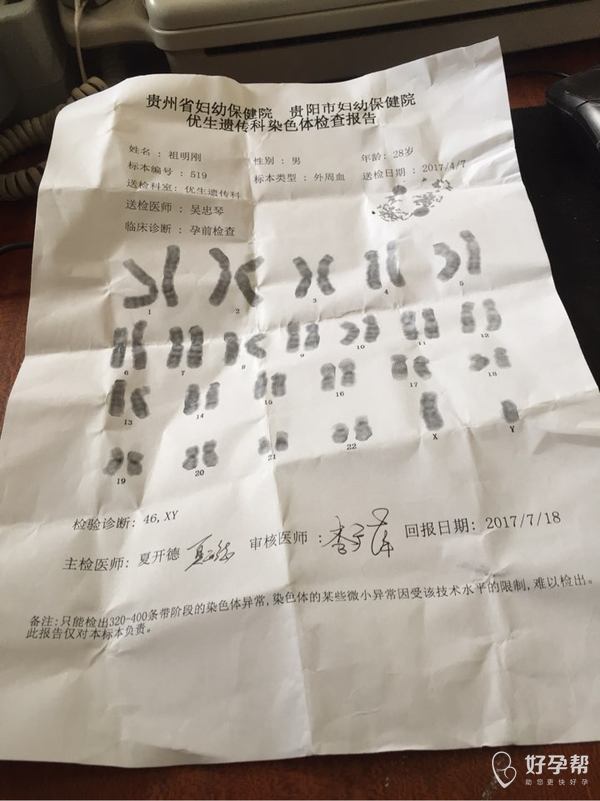 贵州省妇幼保健院 贵阳市妇幼保健院
优生遗传科染色体检查报告
姓名：祖明刚 性别：男 年龄：28岁
标本编号：519 标本类型：外周血 送检日期：2017/4/7
送检科室：优生遗传科
送检医师：吴忠琴
临床诊断：孕前检查
1 2 3 4 5
6 7 8 9 10 11 12
13 14 15 16 17 18
19 20 21 22 X Y
检验诊断：46,XY
主检医师：夏开德 审核医师： 回报日期：2017/7/18
备注：只能检出320-400条带阶段的染色体异常,染色体的某些微小异常因受该技术水平的限制,难以检出。
此报告仅对本标本负责。
好孕帮
助您更快好孕